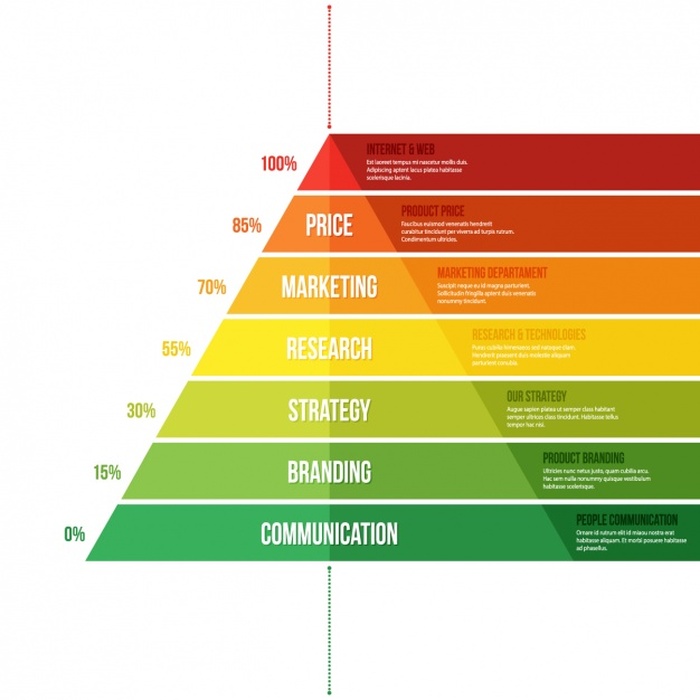 100%
INTERNET & WEB
Est laoreet tempus mi nascetur mollis duis.
Adipiscing aptent lacus platea habitasse
scelerisque lacinia.
85%
PRICE
PRODUCT PRICE
Faucibus euismod venenatis hendrerit
curabitur tincidunt per viverra ad turpis rutrum.
Condimentum ultricies.
70%
MARKETING
MARKETING DEPARTAMENT
Suscipit neque eu id magna parturient.
Sollicitudin fringilla aptent duis venenatis
nonummy tincidunt.
55%
RESEARCH
RESEARCH & TECHNOLOGIES
Purus cubilia himenaeos sed natoque diam.
Hendrerit praesent duis molestie aliquam
parturient conubia.
30%
STRATEGY
OUR STRATEGY
Augue sapien platea ut semper class habitant
semper ultrices class tincidunt. Habitasse tellus
tempor hac nisi.
15%
BRANDING
PRODUCT BRANDING
Ultricies nunc netus justo, quam cubilia arcu.
Hac sem nulla nonummy quisque vestibulum
habitasse scelerisque.
0%
COMMUNICATION
PEOPLE COMMUNICATION
Ornare id rutrum elit id miaou nostra erat
habitasse aliquam. Et morbi posuere habitasse
ad phasellus.